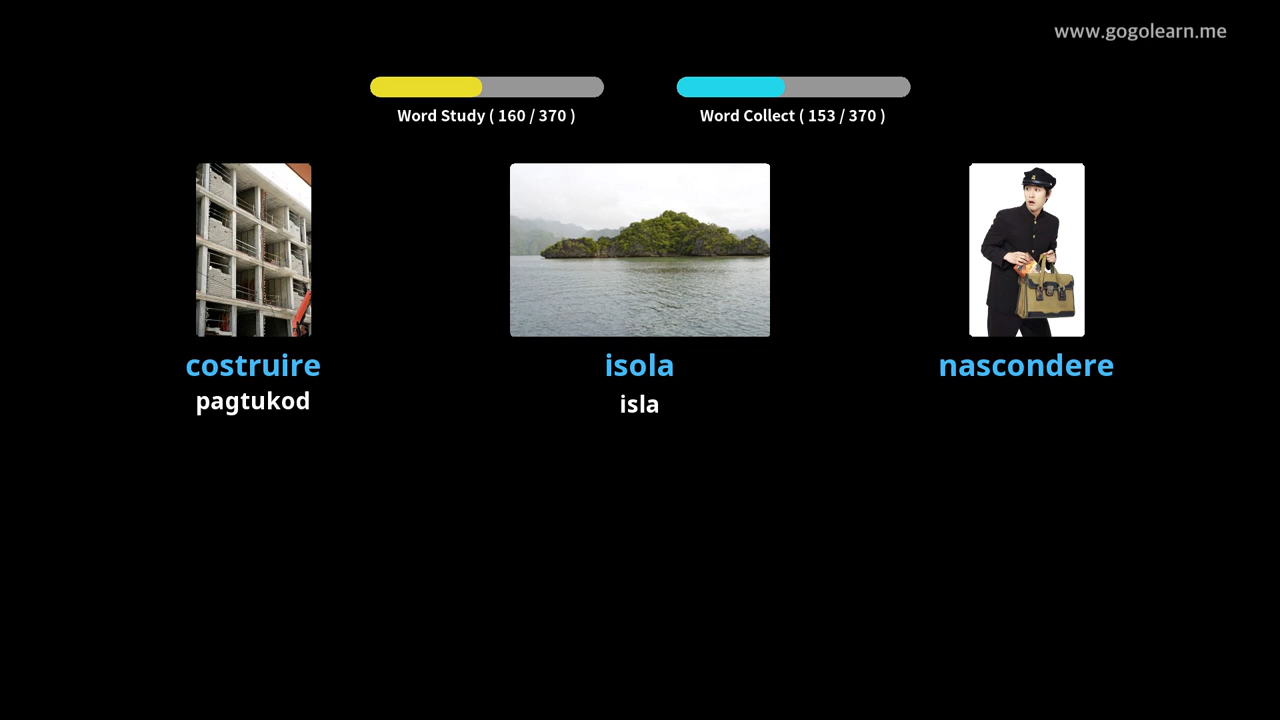 www.gogolearn.me
Word Study ( 160 / 370 )
Word Collect ( 153 / 370 )
costruire
pagtukod
isola
isla
nascondere